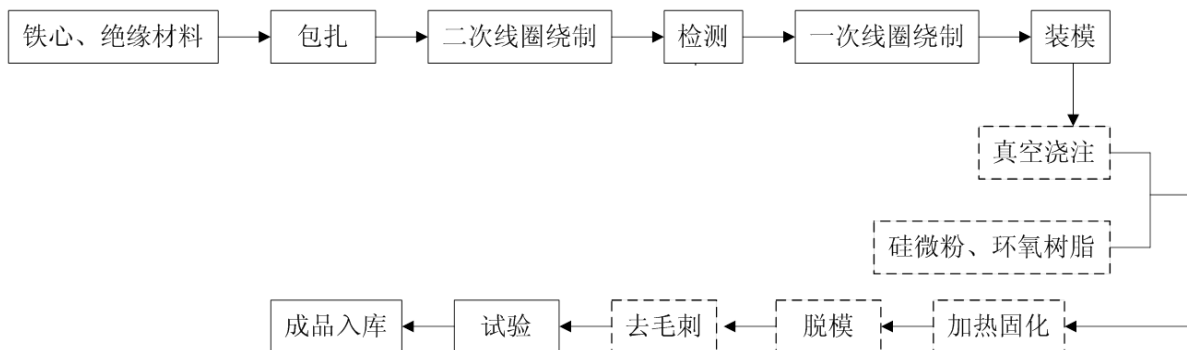 铁心、绝缘材料
包扎
二次线圈绕制
检测
一次线圈绕制
装模
真空浇注
硅微粉、环氧树脂
成品入库
试验
去毛刺
脱模
加热固化